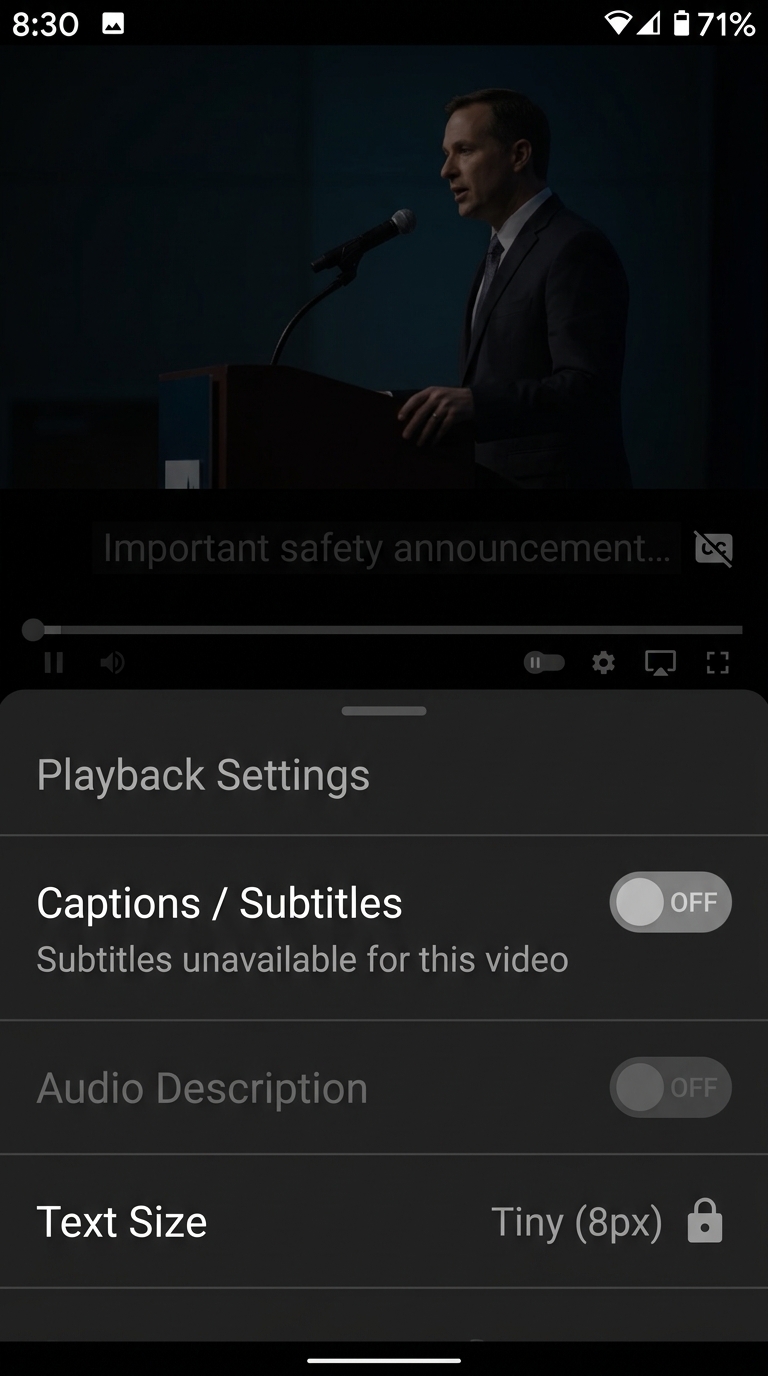 8:30 71%
Important safety announcement...
CC
Playback Settings
Captions / Subtitles OFF
Subtitles unavailable for this video
Audio Description OFF
Text Size Tiny (8px)